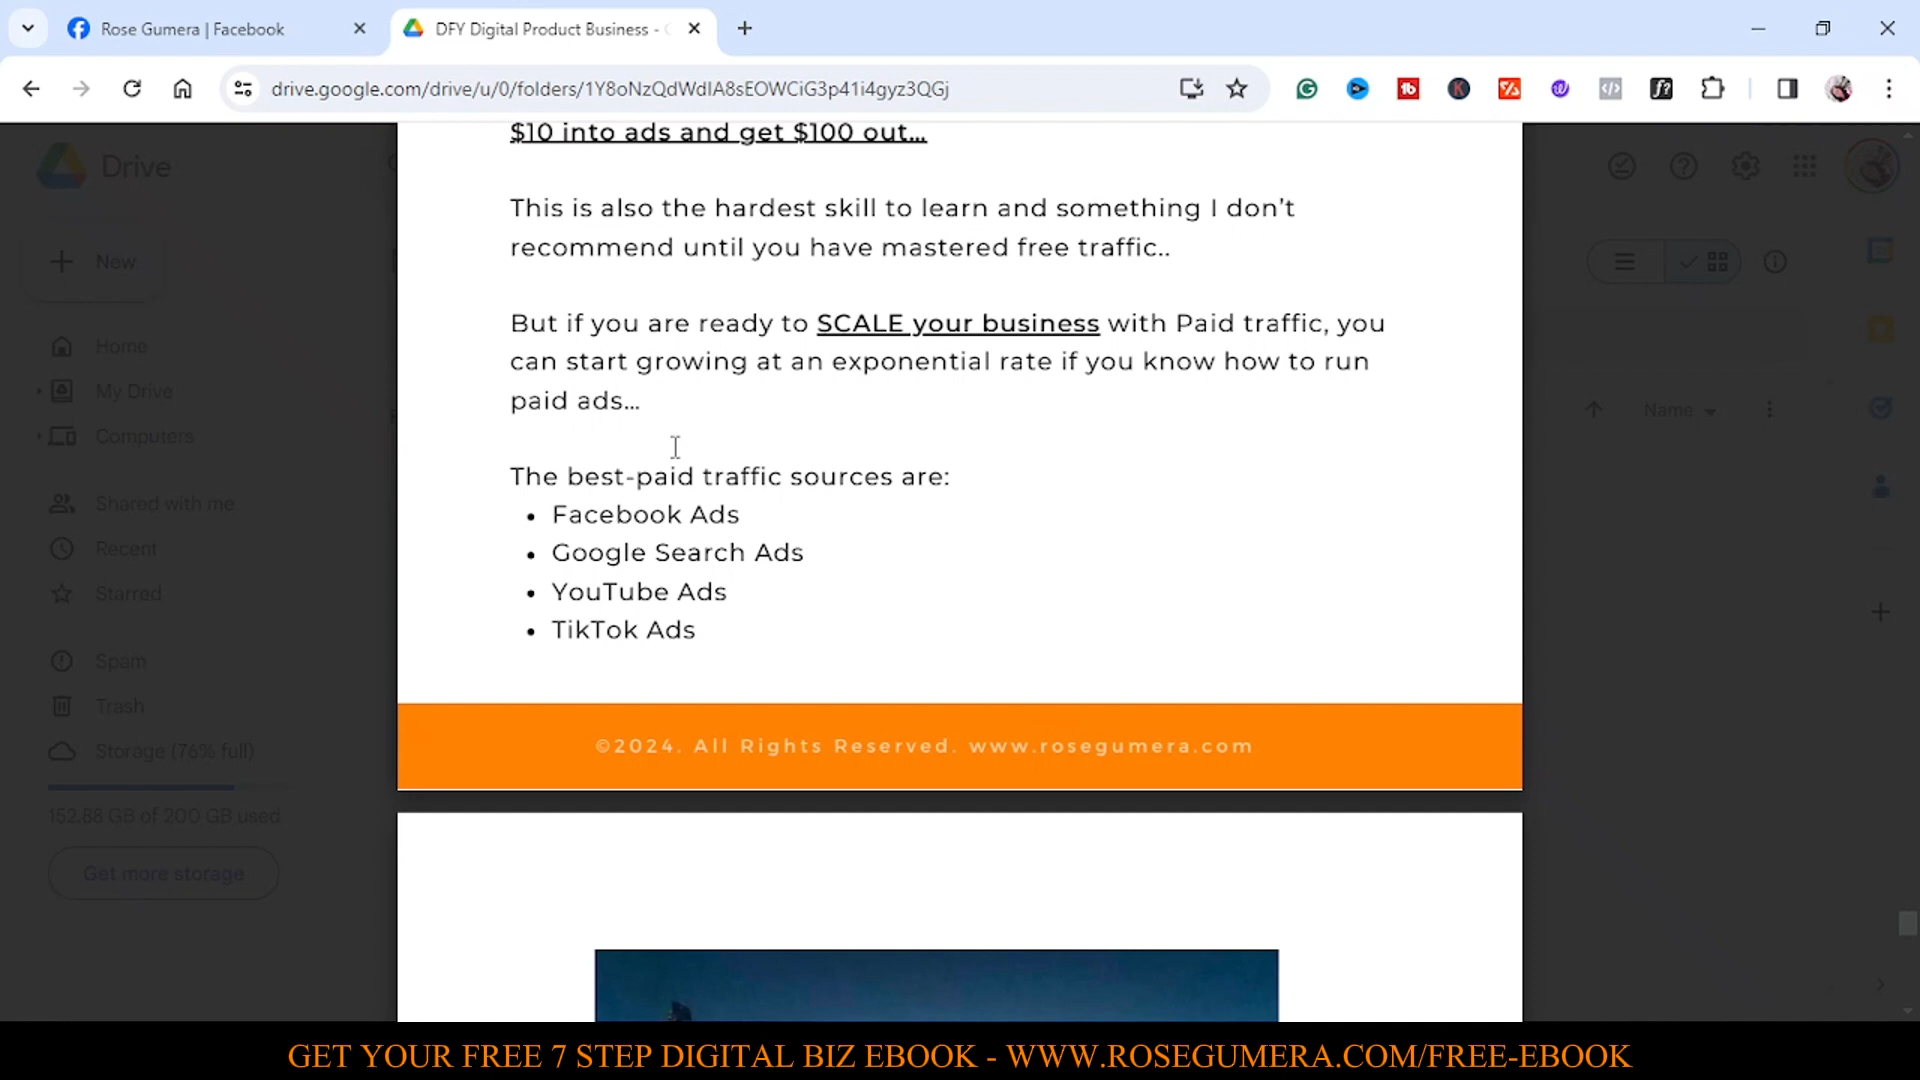 Rose Gumera | Facebook
DFY Digital Product Business -
drive.google.com/drive/u/0/folders/1Y8oNzQdWdIA8sEOWCiG3p41i4gyz3QGj
Drive
New
Home
My Drive
Computers
Shared with me
Recent
Starred
Spam
Trash
Storage (76% full)
152.88 GB of 200 GB used
Get more storage
Name
$10 into ads and get $100 out...
This is also the hardest skill to learn and something I don't
recommend until you have mastered free traffic..
But if you are ready to SCALE your business with Paid traffic, you
can start growing at an exponential rate if you know how to run
paid ads...
The best-paid traffic sources are:
• Facebook Ads
• Google Search Ads
• YouTube Ads
• TikTok Ads
©2024. All Rights Reserved. www.rosegumera.com
GET YOUR FREE 7 STEP DIGITAL BIZ EBOOK - WWW.ROSEGUMERA.COM/FREE-EBOOK